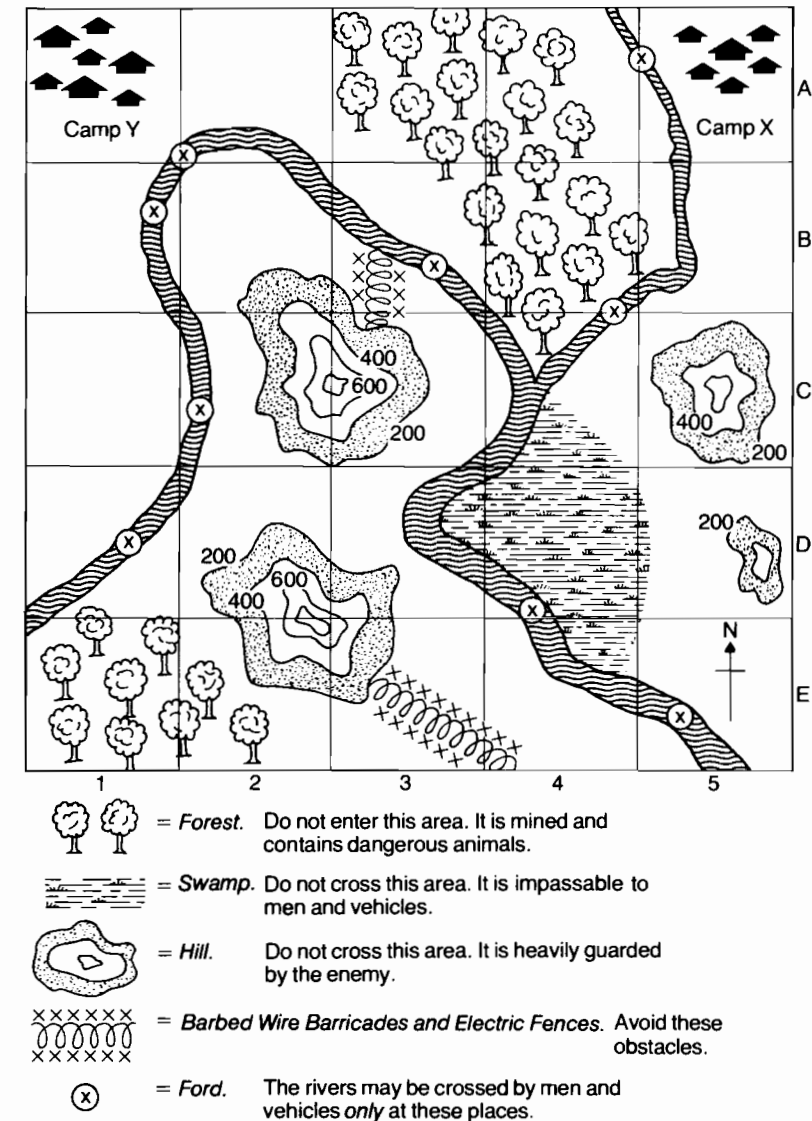 A
Camp Y
Camp X
B
400
600
200
C
400
200
200
D
200
600
400
N
E
1 2 3 4 5
= Forest. Do not enter this area. It is mined and
contains dangerous animals.
= Swamp. Do not cross this area. It is impassable to
men and vehicles.
= Hill. Do not cross this area. It is heavily guarded
by the enemy.
= Barbed Wire Barricades and Electric Fences. Avoid these
obstacles.
x = Ford. The rivers may be crossed by men and
vehicles only at these places.